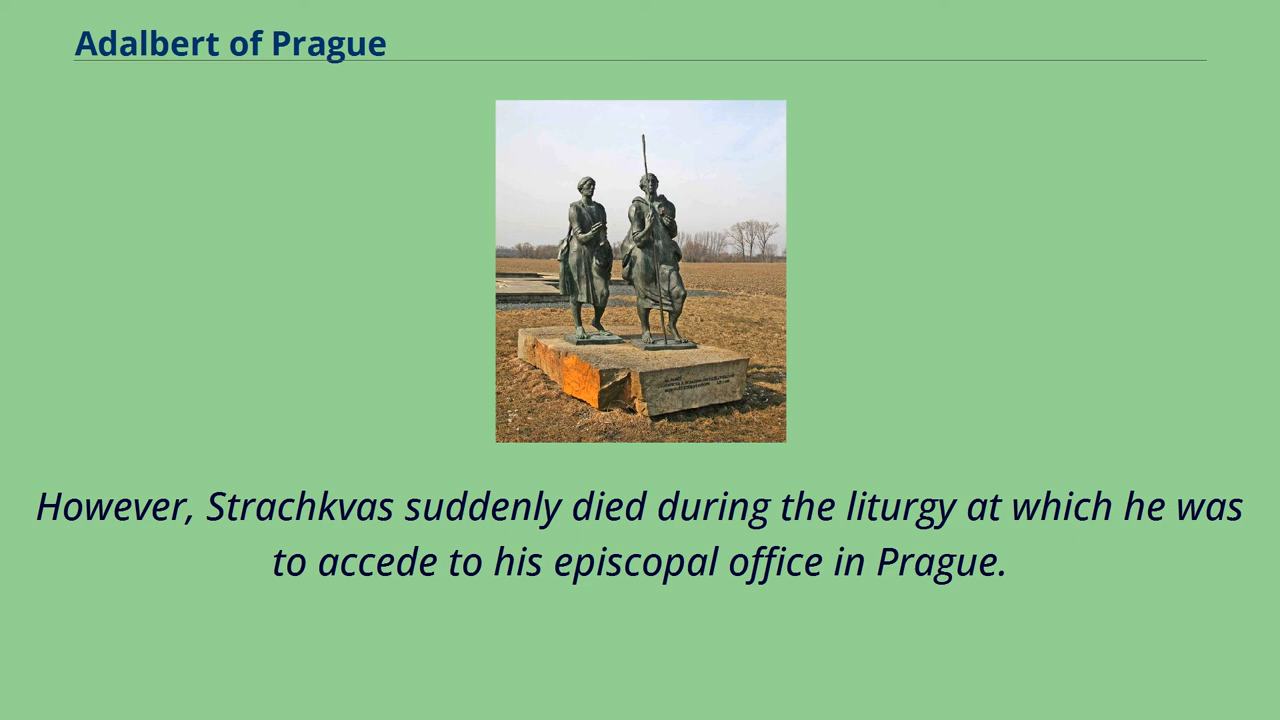 Adalbert of Prague
However, Strachkvas suddenly died during the liturgy at which he was
to accede to his episcopal office in Prague.